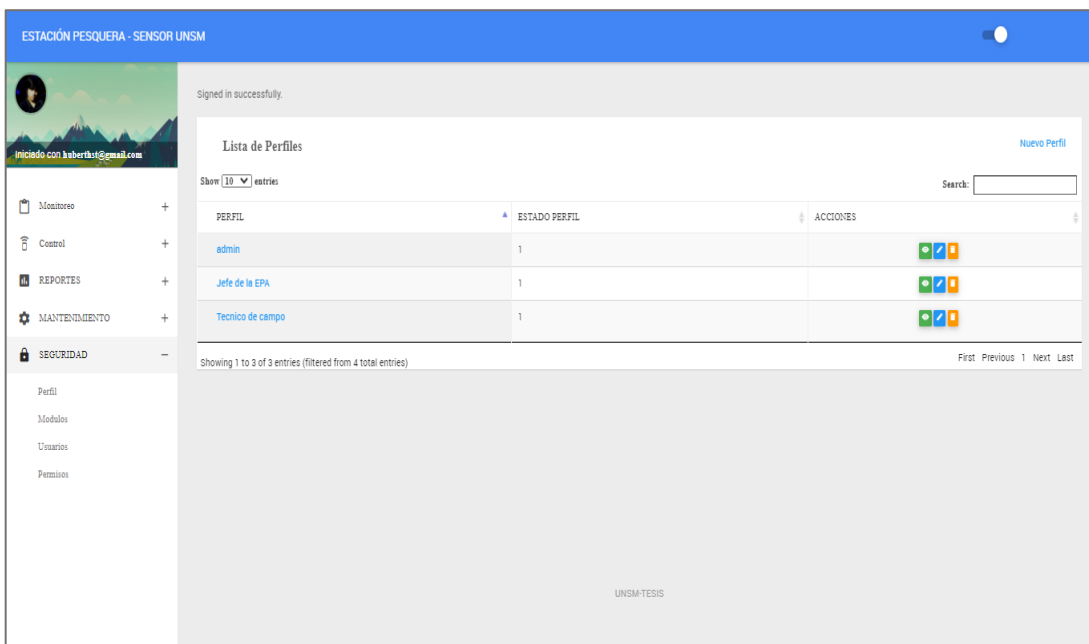 ESTACIÓN PESQUERA - SENSOR UNSM
Iniciado con huberthst@gmail.com
Monitoreo
Control
REPORTES
MANTENIMIENTO
SEGURIDAD
Perfil
Modulos
Usuarios
Permisos
Signed in successfully.
Lista de Perfiles
Nuevo Perfil
Show 10 entries
Search:
PERFIL ESTADO PERFIL ACCIONES
admin 1
Jefe de la EPA 1
Tecnico de campo 1
Showing 1 to 3 of 3 entries (filtered from 4 total entries)
First Previous 1 Next Last
UNSM-TESIS